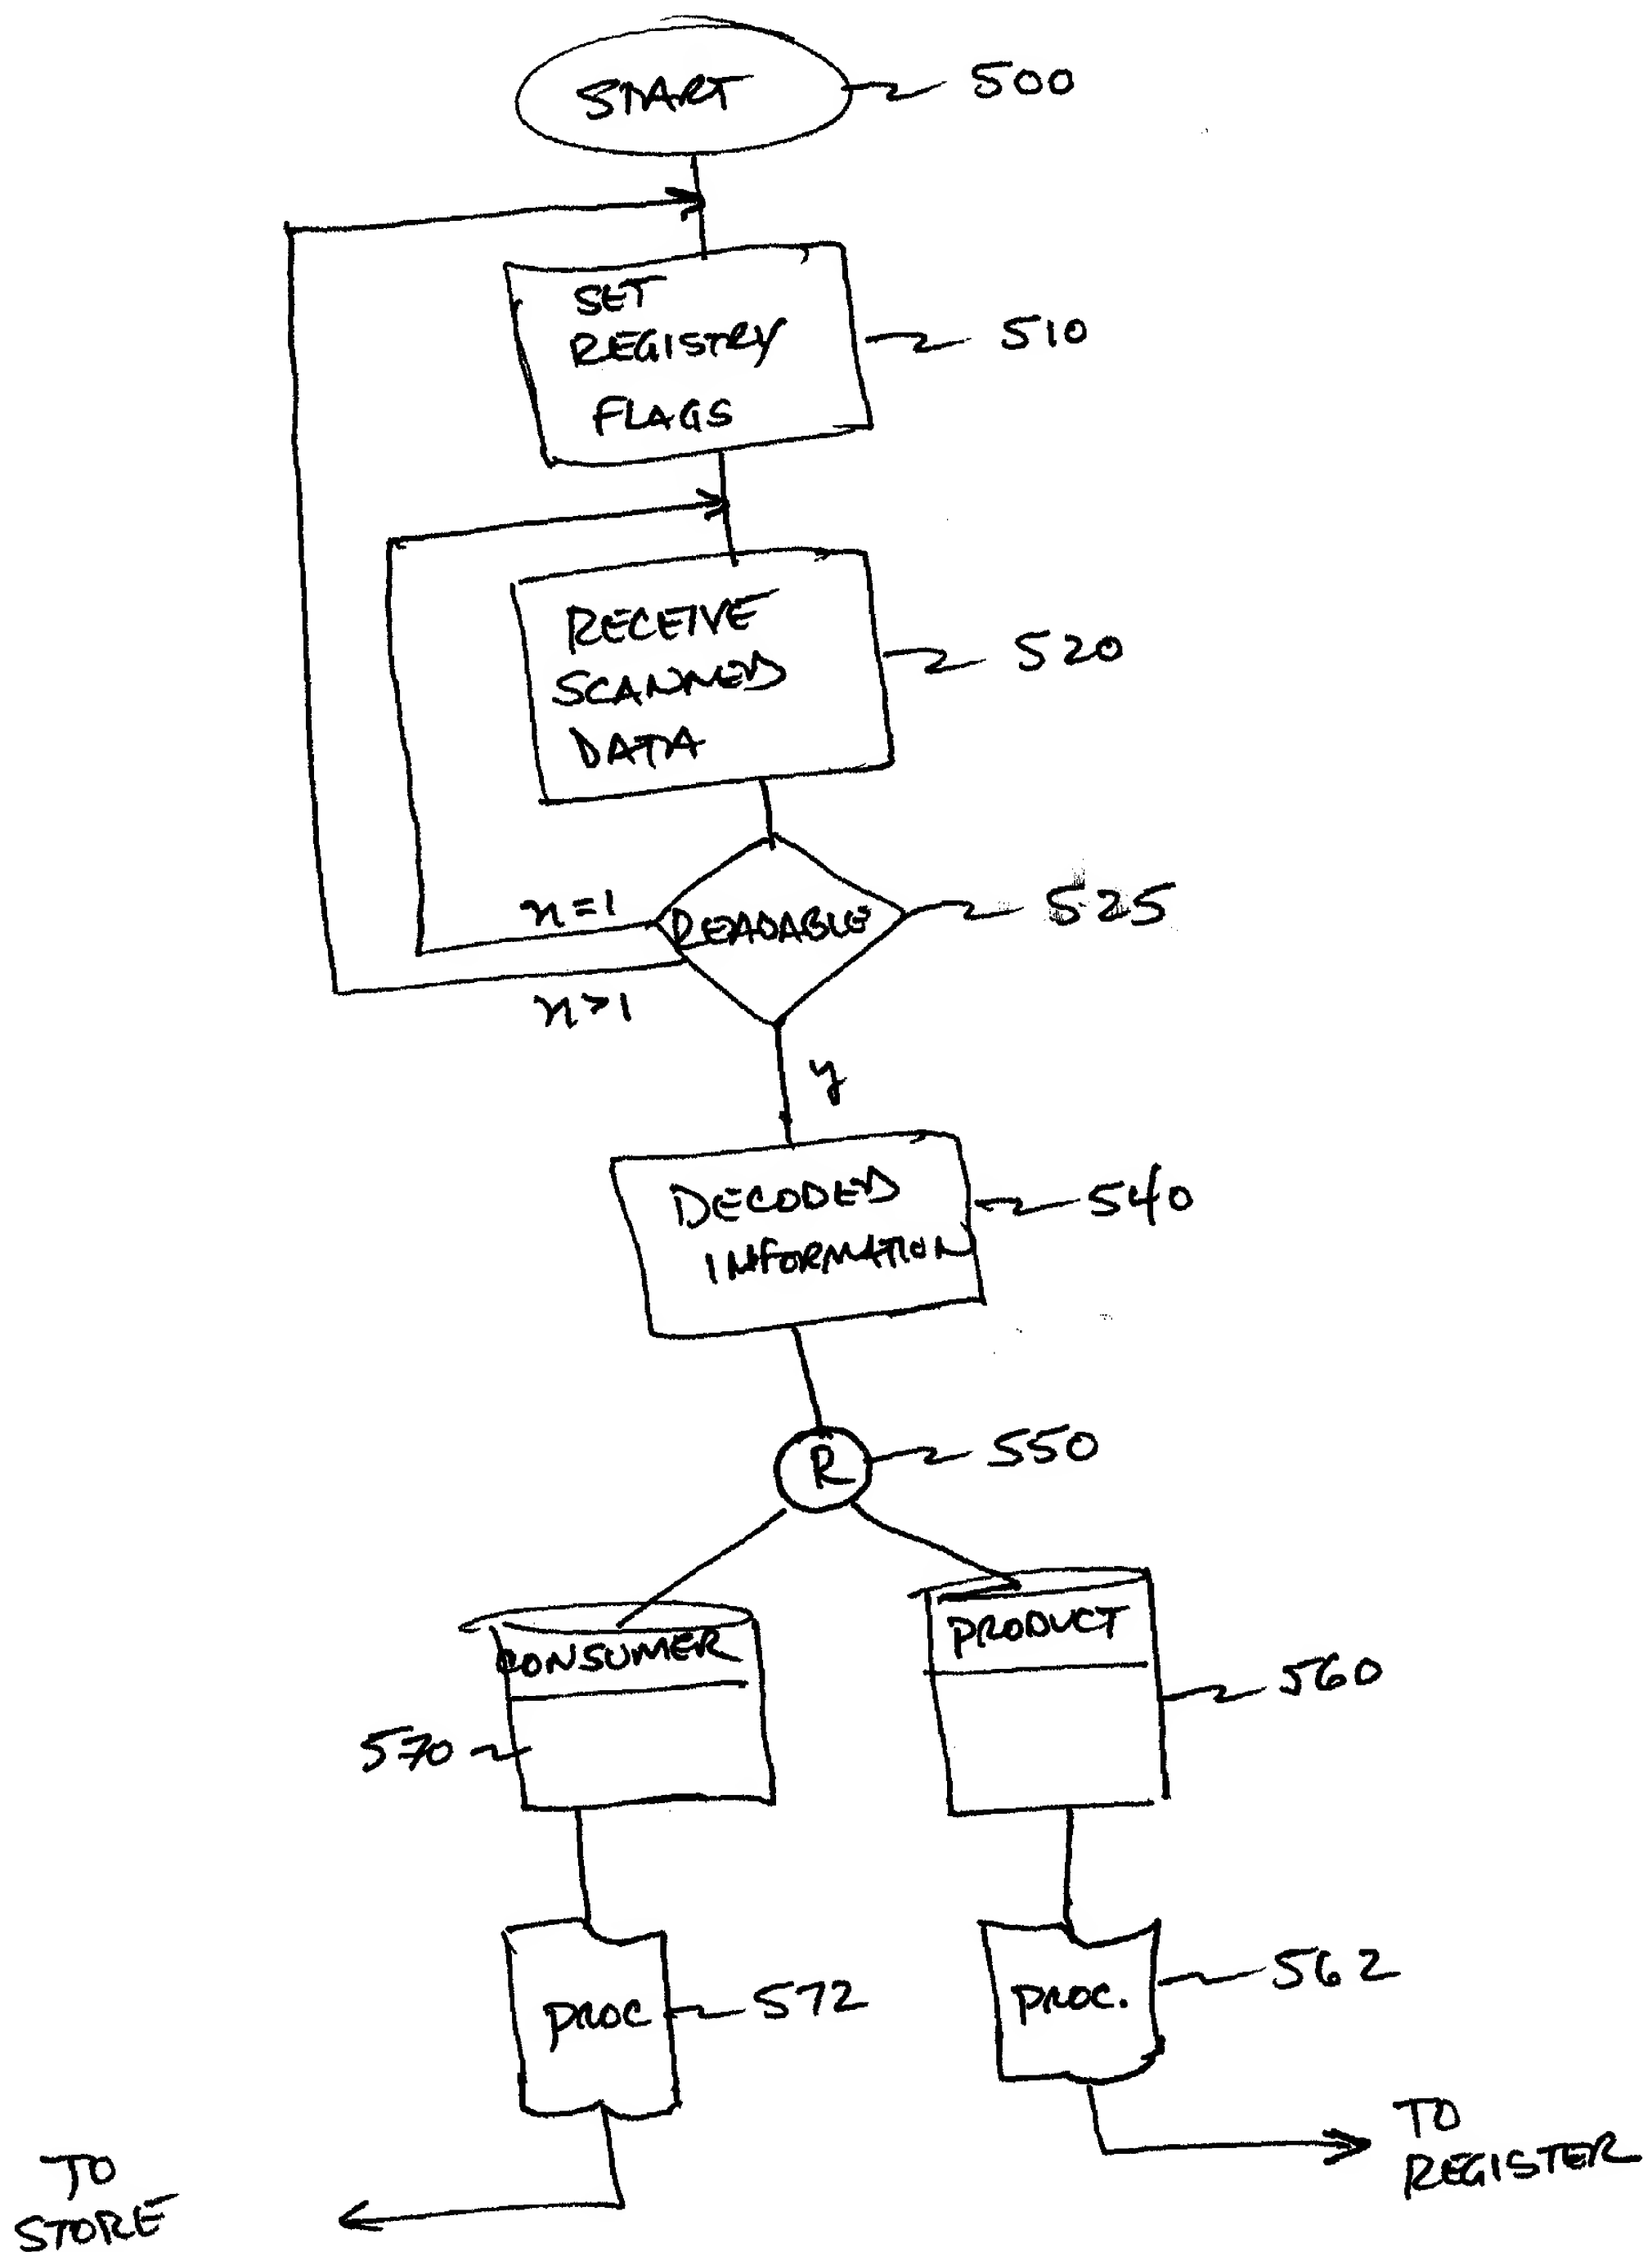 START
500
SET
REGISTRY
FLAGS
510
RECEIVE
SCANNED
DATA
520
n=1
READABLE
525
n>1
y
DECODED
INFORMATION
540
R
550
CONSUMER
PRODUCT
560
570
PROC
572
PROC.
562
TO
REGISTER
TO
STORE